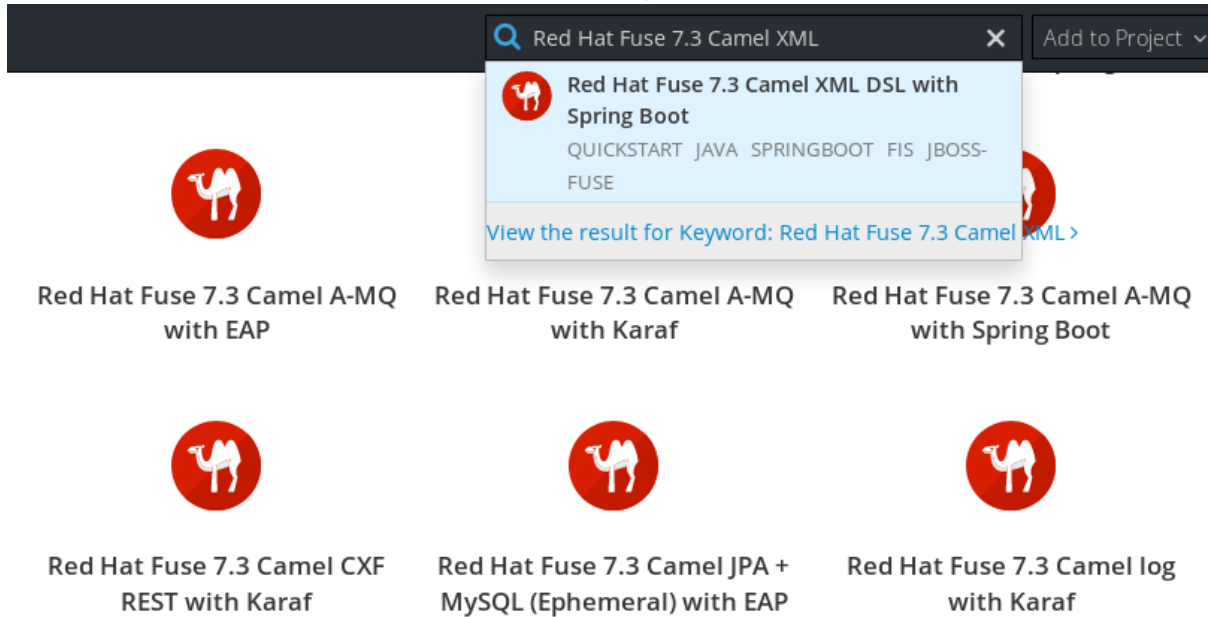 Red Hat Fuse 7.3 Camel XML
Add to Project
Red Hat Fuse 7.3 Camel XML DSL with
Spring Boot
QUICKSTART JAVA SPRINGBOOT FIS JBOSS-
FUSE
View the result for Keyword: Red Hat Fuse 7.3 Camel XML
Red Hat Fuse 7.3 Camel A-MQ
with EAP
Red Hat Fuse 7.3 Camel A-MQ
with Karaf
Red Hat Fuse 7.3 Camel A-MQ
with Spring Boot
Red Hat Fuse 7.3 Camel CXF
REST with Karaf
Red Hat Fuse 7.3 Camel JPA +
MySQL (Ephemeral) with EAP
Red Hat Fuse 7.3 Camel log
with Karaf